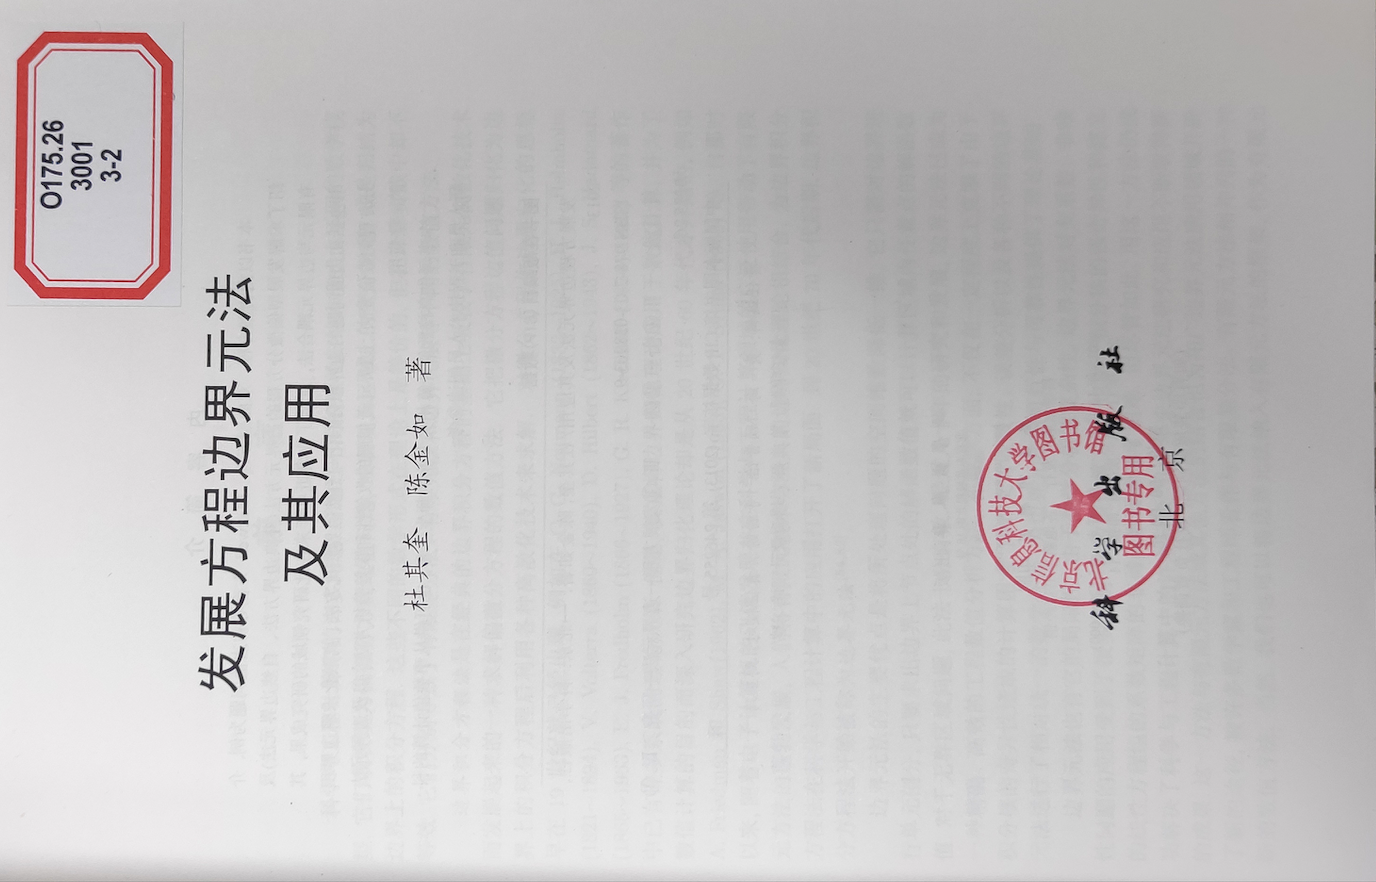 O175.26
3001
3-2
发展方程边界元法
及其应用
杜其奎 陈金如 著
北京信息科技大学图书馆
图书专用
科学出版社
北京